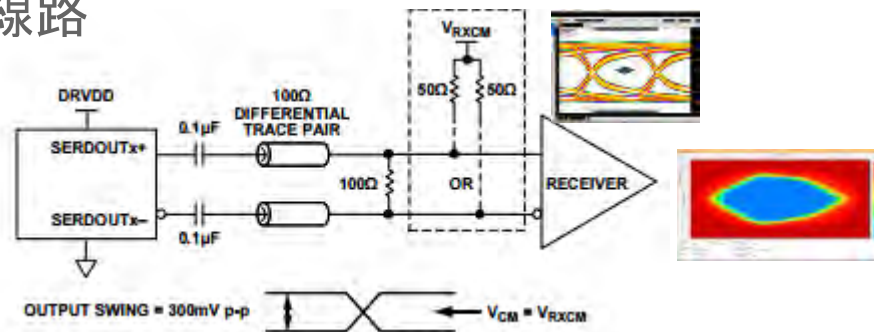 線路
VRXCM
50Ω 50Ω
DRVDD
100Ω
DIFFERENTIAL
TRACE PAIR
0.1µF
SERDOUTx+
100Ω
OR
RECEIVER
SERDOUTx–
0.1µF
OUTPUT SWING = 300mV p-p
VCM = VRXCM